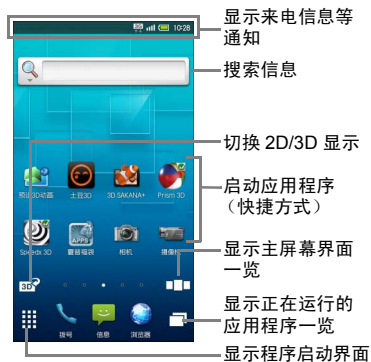 显示来电信息等
通知
3G 10:28
搜索信息
切换 2D/3D 显示
启动应用程序
（快捷方式）
土豆3D
3D SAKANA+
Prism 3D
Speedx 3D
APPS
相机
摄像机
显示主屏幕界面
一览
3D
显示正在运行的
应用程序一览
拨号
信息
浏览器
显示程序启动界面